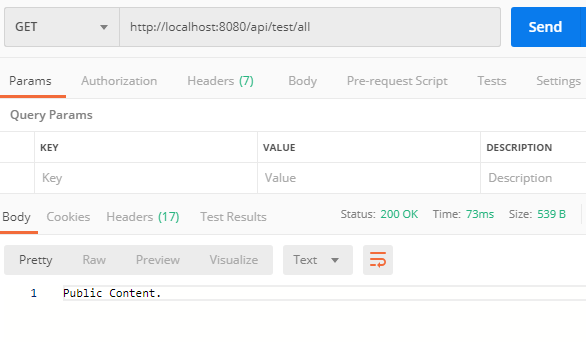 GET http://localhost:8080/api/test/all Send
Params Authorization Headers (7) Body Pre-request Script Tests Settings
Query Params
KEY VALUE DESCRIPTION
Key Value Description
Body Cookies Headers (17) Test Results Status: 200 OK Time: 73ms Size: 539 B
Pretty Raw Preview Visualize Text
1 Public Content.